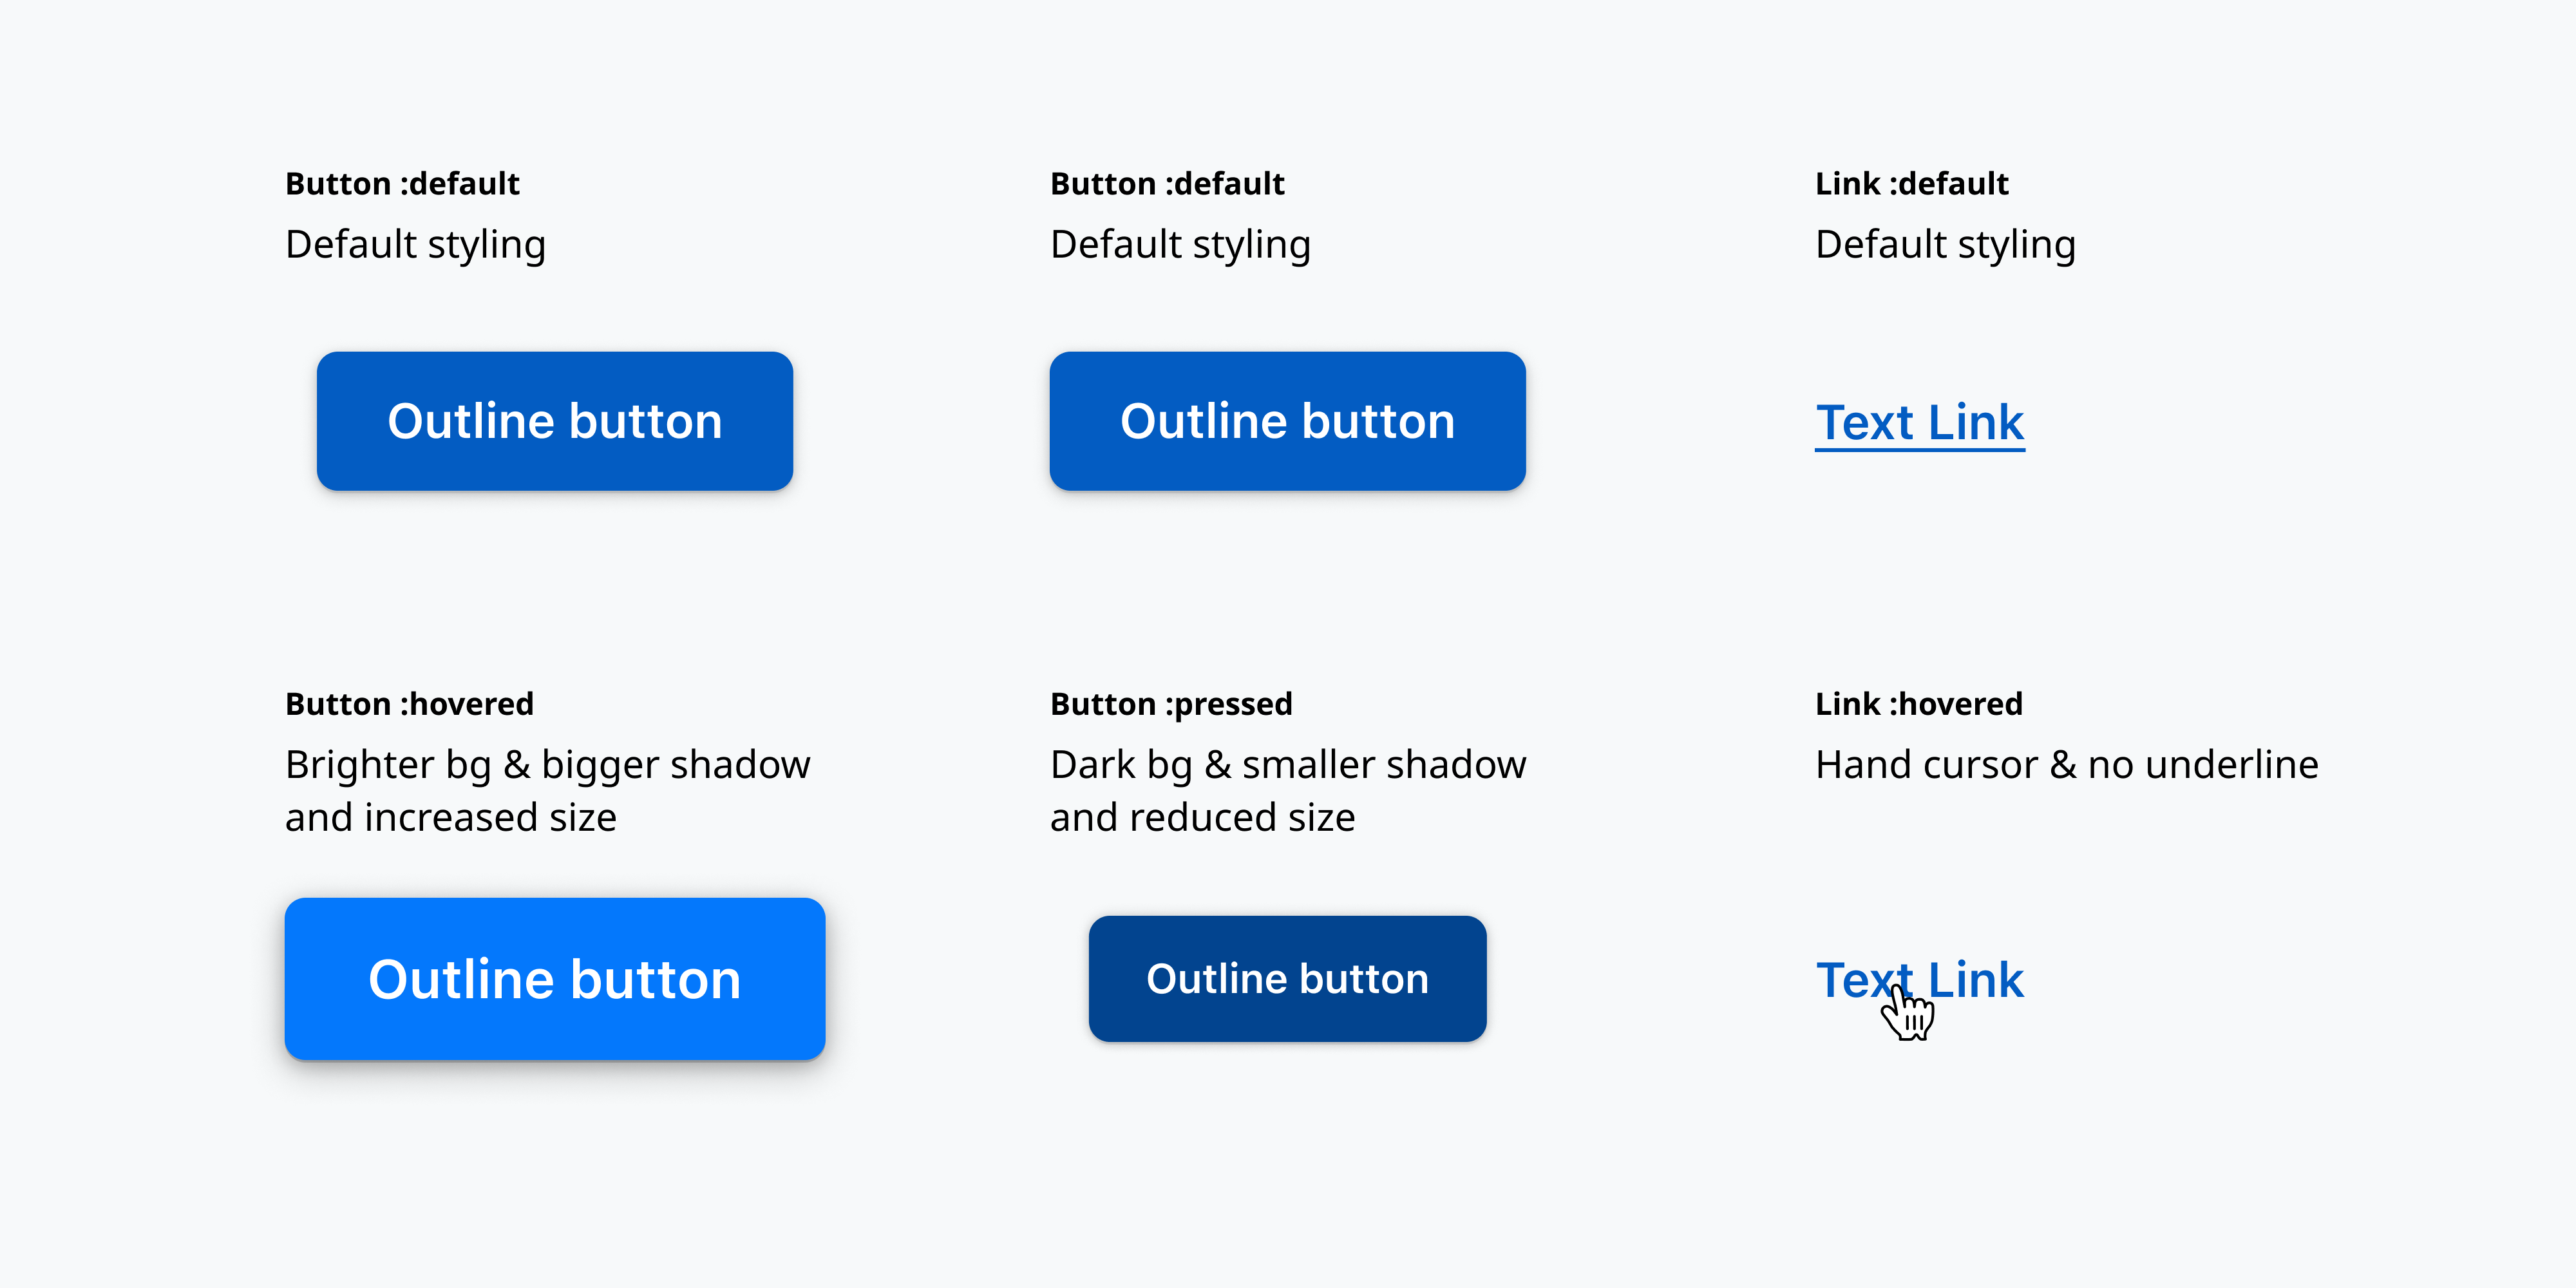 Button :default
Default styling
Outline button
Button :default
Default styling
Outline button
Link :default
Default styling
Text Link
Button :hovered
Brighter bg & bigger shadow
and increased size
Outline button
Button :pressed
Dark bg & smaller shadow
and reduced size
Outline button
Link :hovered
Hand cursor & no underline
Text Link